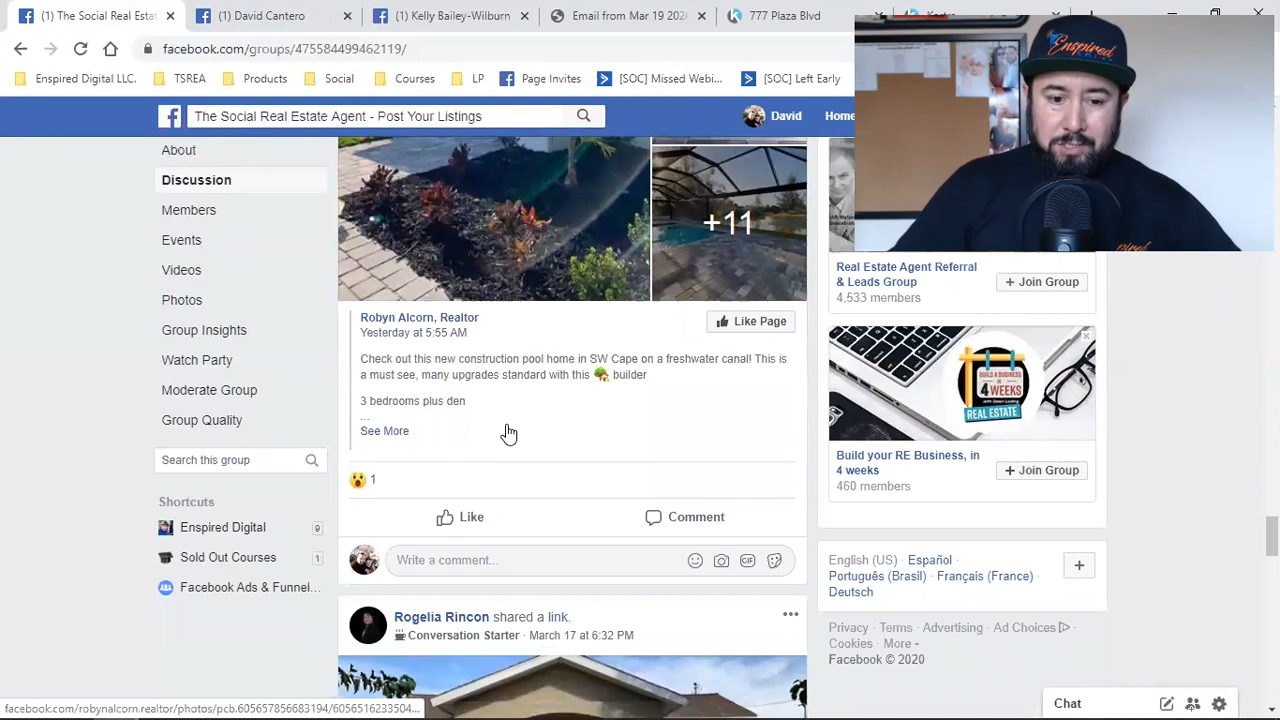 (1) The Social Real Esta
Cantero
(1) Kelly Bailey-Wilburn
Email from Mar 19 202
777 Plaza Blvd
facebook.com/groups/
Enspired Digital LLC.
TSREA
Products
Social
LP
Page Invites
[SOC] Missed Webi...
[SOC] Left Early
Enspired
The Social Real Estate Agent - Post Your Listings
David
Home
About
Discussion
Members
Events
Videos
Photos
Group Insights
Watch Party
Moderate Group
Group Quality
Search this group
Shortcuts
Enspired Digital
9
Sold Out Courses
1
Facebook Ads & Funnel...
+11
Robyn Alcorn, Realtor
Yesterday at 5:55 AM
Like Page
Check out this new construction pool home in SW Cape on a freshwater canal! This is
a must see, many upgrades standard with this builder
3 bedrooms plus den
...
See More
1
Like
Comment
Write a comment...
GIF
Rogelia Rincon shared a link.
Conversation Starter · March 17 at 6:32 PM
Real Estate Agent Referral
& Leads Group
4,533 members
+ Join Group
BUILD A BUSINESS
IN
4 WEEKS
REAL ESTATE
Build your RE Business, in
4 weeks
460 members
+ Join Group
English (US) · Español ·
Português (Brasil) · Français (France) ·
Deutsch
+
Privacy · Terms · Advertising · Ad Choices ·
Cookies · More
Facebook © 2020
Chat
facebook.com/robynalcorn.realtor/photos/pcb.605657856683194/6056516233504...